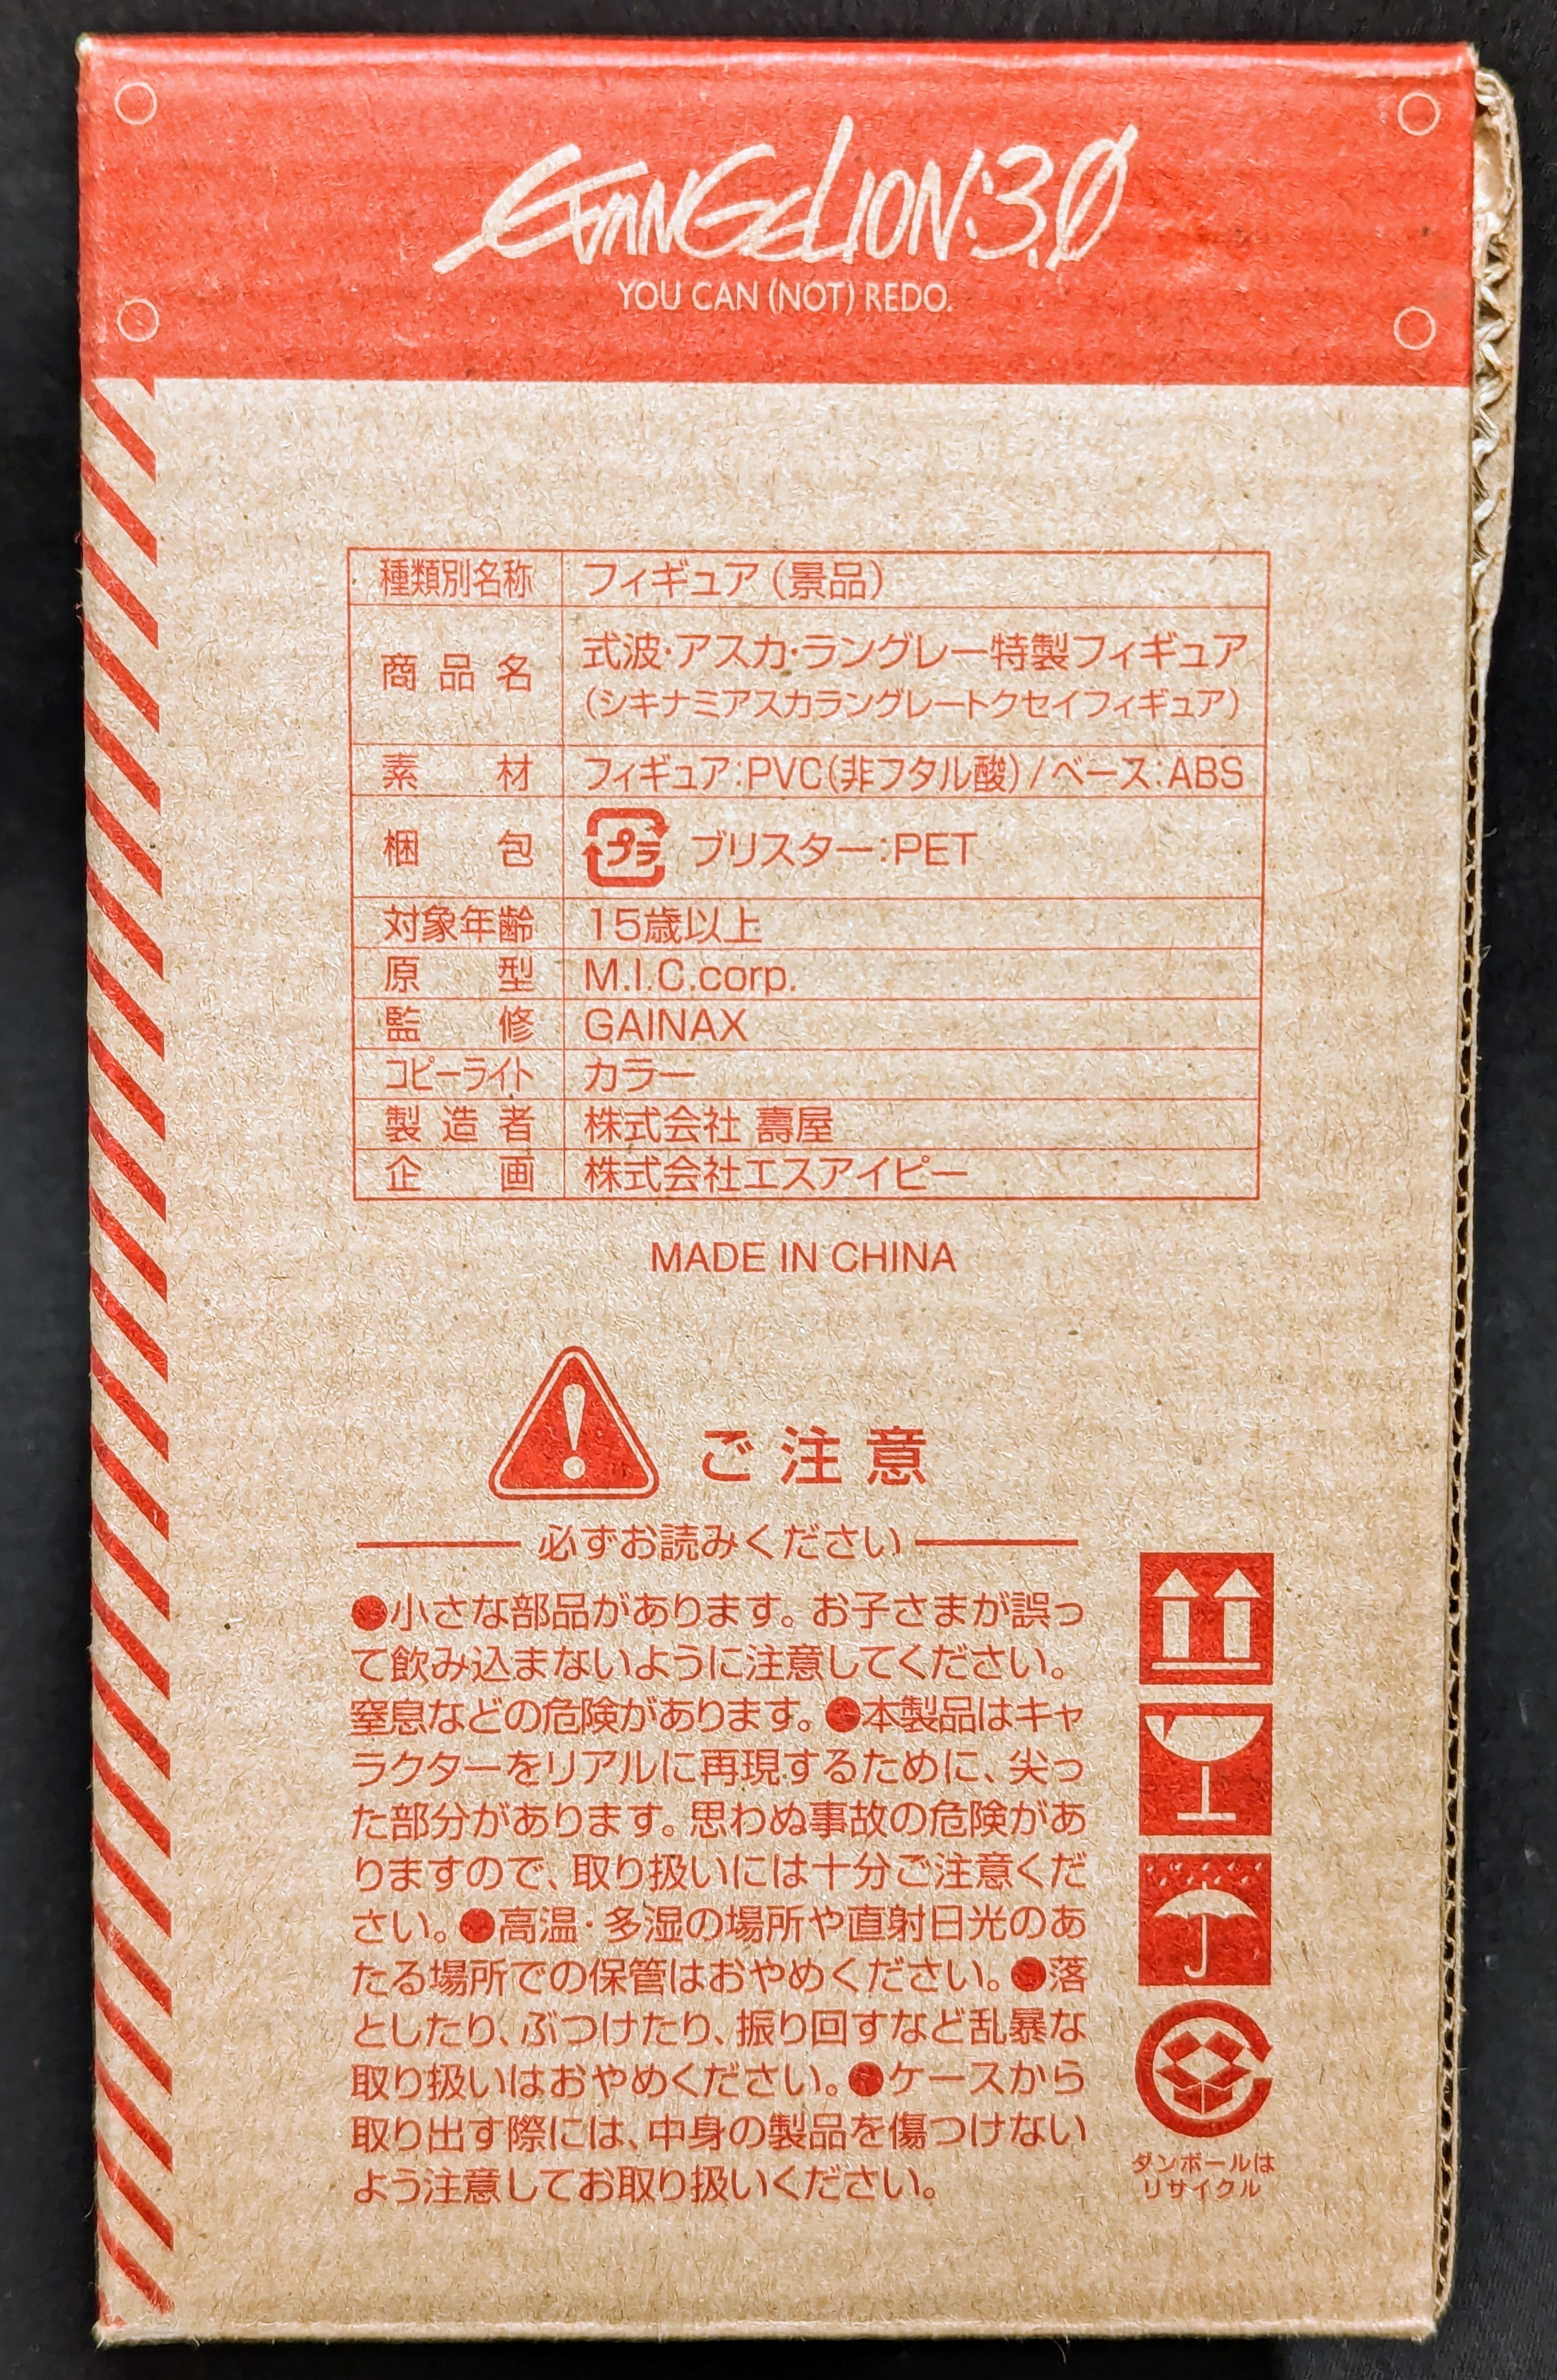 EVANGELION:3.0
YOU CAN (NOT) REDO.
種類別名称 フィギュア(景品)
商品名 式波・アスカ・ラングレー特製フィギュア
(シキナミアスカラングレートクセイフィギュア)
素材 フィギュア:PVC(非フタル酸)/ベース:ABS
梱包 プラ ブリスター:PET
対象年齢 15歳以上
原型 M.I.C.corp.
監修 GAINAX
コピーライト カラー
製造者 株式会社 壽屋
企画 株式会社エスアイピー
MADE IN CHINA
ご注意
必ずお読みください
●小さな部品があります。お子さまが誤っ
て飲み込まないように注意してください。
窒息などの危険があります。●本製品はキャ
ラクターをリアルに再現するために、尖っ
た部分があります。思わぬ事故の危険があ
りますので、取り扱いには十分ご注意くだ
さい。●高温・多湿の場所や直射日光のあ
たる場所での保管はおやめください。●落
としたり、ぶつけたり、振り回すなど乱暴な
取り扱いはおやめください。●ケースから
取り出す際には、中身の製品を傷つけない
よう注意してお取り扱いください。
ダンボールは
リサイクル